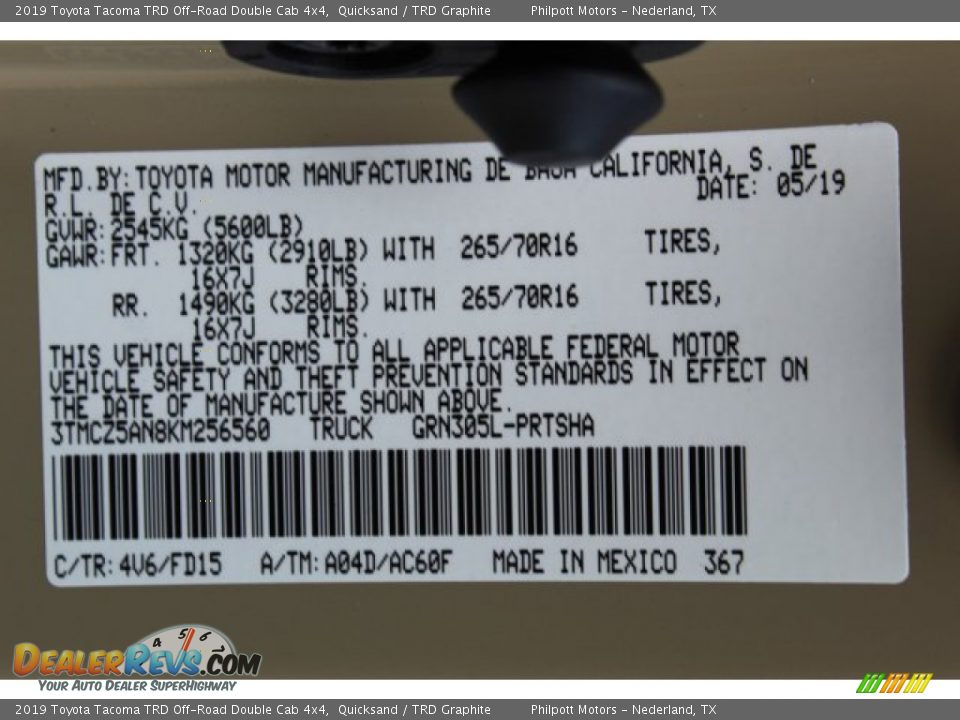 2019 Toyota Tacoma TRD Off-Road Double Cab 4x4, Quicksand / TRD Graphite Philpott Motors - Nederland, TX
MFD.BY: TOYOTA MOTOR MANUFACTURING DE BAJA CALIFORNIA, S. DE
R.L. DE C.V. DATE: 05/19
GVWR: 2545KG (5600LB)
GAWR: FRT. 1320KG (2910LB) WITH 265/70R16 TIRES,
16X7J RIMS.
RR. 1490KG (3280LB) WITH 265/70R16 TIRES,
16X7J RIMS.
THIS VEHICLE CONFORMS TO ALL APPLICABLE FEDERAL MOTOR
VEHICLE SAFETY AND THEFT PREVENTION STANDARDS IN EFFECT ON
THE DATE OF MANUFACTURE SHOWN ABOVE.
3TMCZ5AN8KM256560 TRUCK GRN305L-PRTSHA
C/TR: 4V6/FD15 A/TM: A04D/AC60F MADE IN MEXICO 367
4 5 6 7
DEALERREVS.COM
YOUR AUTO DEALER SUPERHIGHWAY
2019 Toyota Tacoma TRD Off-Road Double Cab 4x4, Quicksand / TRD Graphite Philpott Motors - Nederland, TX